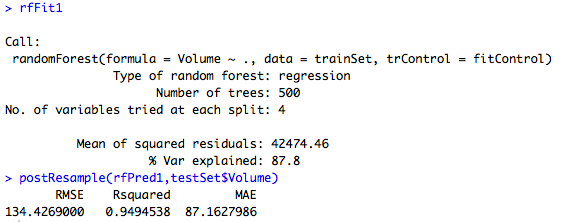 > rfFit1
Call:
randomForest(formula = Volume ~ ., data = trainSet, trControl = fitControl)
Type of random forest: regression
Number of trees: 500
No. of variables tried at each split: 4
Mean of squared residuals: 42474.46
% Var explained: 87.8
> postResample(rfPred1,testSet$Volume)
RMSE Rsquared MAE
134.4269000 0.9494538 87.1627986